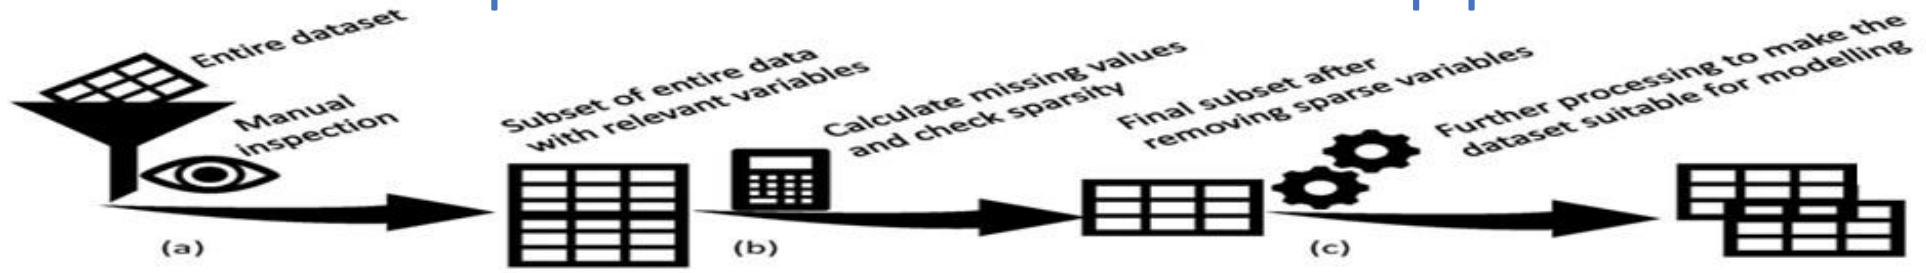 Entire dataset
Manual
inspection
(a)
Subset of entire data
with relevant variables
Calculate missing values
and check sparsity
(b)
Final subset after
removing sparse variables
Further processing to make the
dataset suitable for modelling
(c)